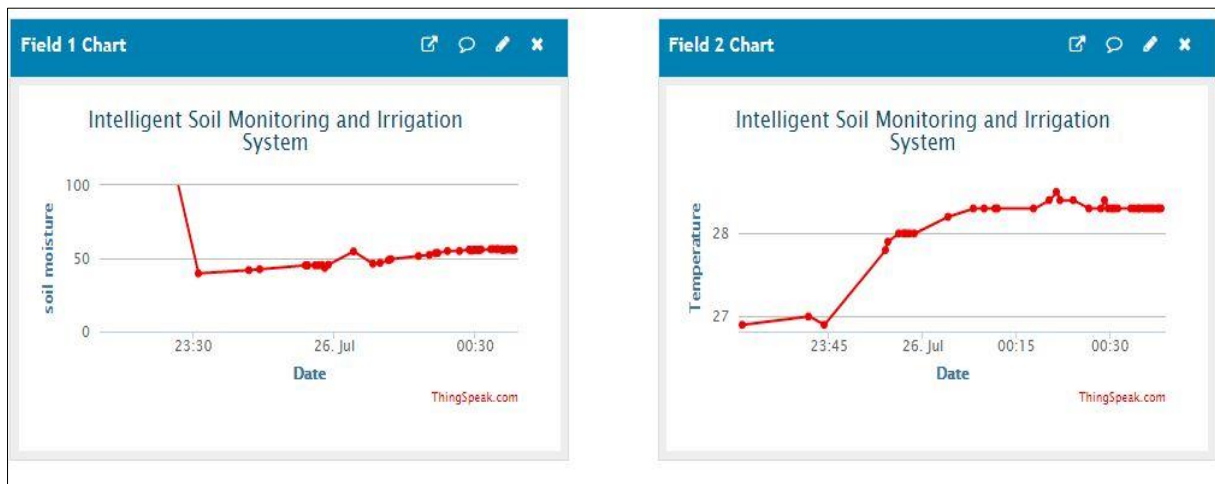 Field 1 Chart
Intelligent Soil Monitoring and Irrigation
System
soil moisture
100
50
0
23:30
26. Jul
00:30
Date
ThingSpeak.com
Field 2 Chart
Intelligent Soil Monitoring and Irrigation
System
Temperature
28
27
23:45
26. Jul
00:15
00:30
Date
ThingSpeak.com